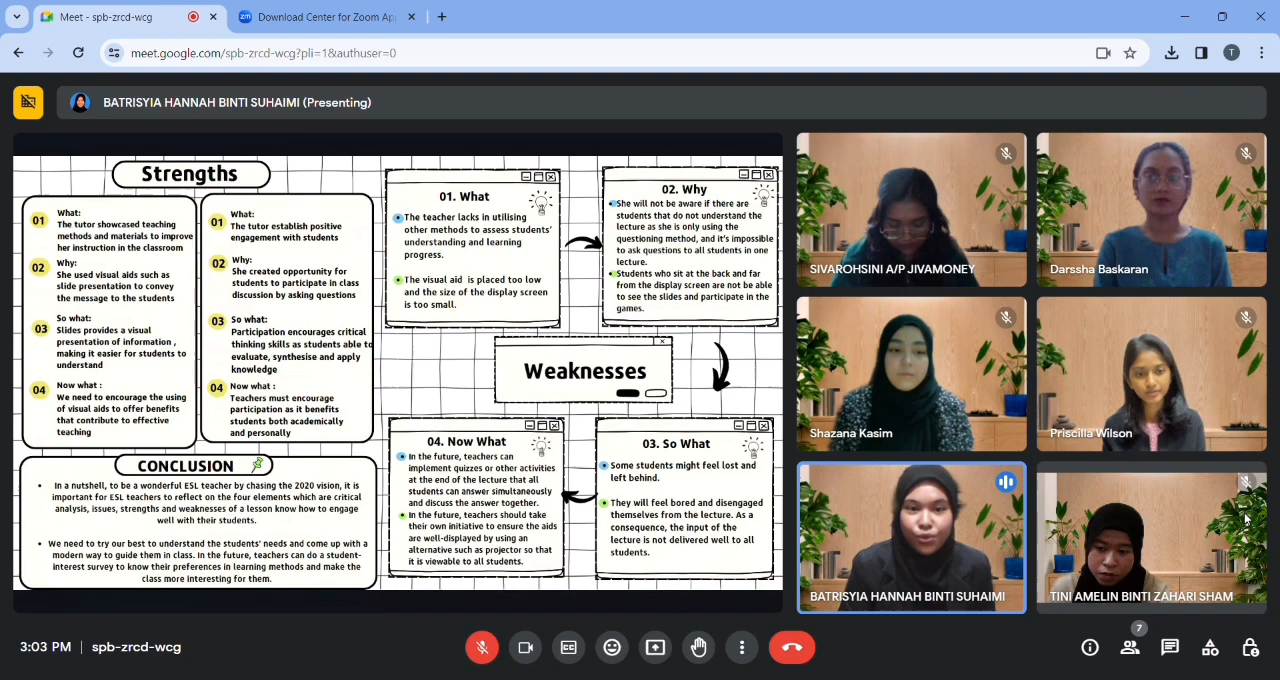 Meet - spb-zrcd-wcg
Download Center for Zoom Ap
meet.google.com/spb-zrcd-wcg?pli=1&authuser=0
T
BATRISYIA HANNAH BINTI SUHAIMI (Presenting)
Strengths
01
What:
The tutor showcased teaching
methods and materials to improve
her instruction in the classroom
02
Why:
She used visual aids such as
slide presentation to convey
the message to the students
03
So what:
Slides provides a visual
presentation of information ,
making it easier for students to
understand
04
Now what :
We need to encourage the using
of visual aids to offer benefits
that contribute to effective
teaching
01
What:
The tutor establish positive
engagement with students
02
Why:
She created opportunity for
students to participate in class
discussion by asking questions
03
So what:
Participation encourages critical
thinking skills as students able to
evaluate, synthesise and apply
knowledge
04
Now what :
Teachers must encourage
participation as it benefits
students both academically
and personally
CONCLUSION
• In a nutshell, to be a wonderful ESL teacher by chasing the 2020 vision, it is
important for ESL teachers to reflect on the four elements which are critical
analysis, issues, strengths and weaknesses of a lesson know how to engage
well with their students.
• We need to try our best to understand the students' needs and come up with a
modern way to guide them in class. In the future, teachers can do a student-
interest survey to know their preferences in learning methods and make the
class more interesting for them.
01. What
The teacher lacks in utilising
other methods to assess students'
understanding and learning
progress.
The visual aid is placed too low
and the size of the display screen
is too small.
02. Why
She will not be aware if there are
students that do not understand the
lecture as she is only using the
questioning method, and it's impossible
to ask questions to all students in one
lecture.
Students who sit at the back and far
from the display screen are not be able
to see the slides and participate in the
games.
Weaknesses
03. So What
Some students might feel lost and
left behind.
They will feel bored and disengaged
themselves from the lecture. As a
consequence, the input of the
lecture is not delivered well to all
students.
04. Now What
In the future, teachers can
implement quizzes or other activities
at the end of the lecture that all
students can answer simultaneously
and discuss the answer together.
In the future, teachers should take
their own initiative to ensure the aids
are well-displayed by using an
alternative such as projector so that
it is viewable to all students.
SIVAROHSINI A/P JIVAMONEY
Darssha Baskaran
Shazana Kasim
Priscilla Wilson
BATRISYIA HANNAH BINTI SUHAIMI
TINI AMELIN BINTI ZAHARI SHAM
3:03 PM | spb-zrcd-wcg
7